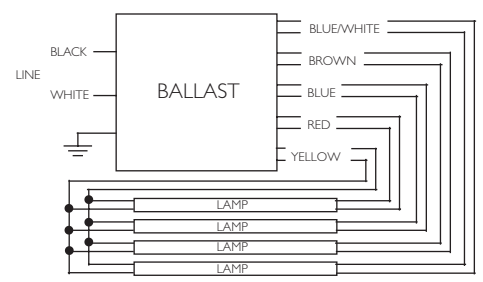 BLUE/WHITE
BLACK
BROWN
LINE
BALLAST
WHITE
BLUE
RED
YELLOW
LAMP
LAMP
LAMP
LAMP